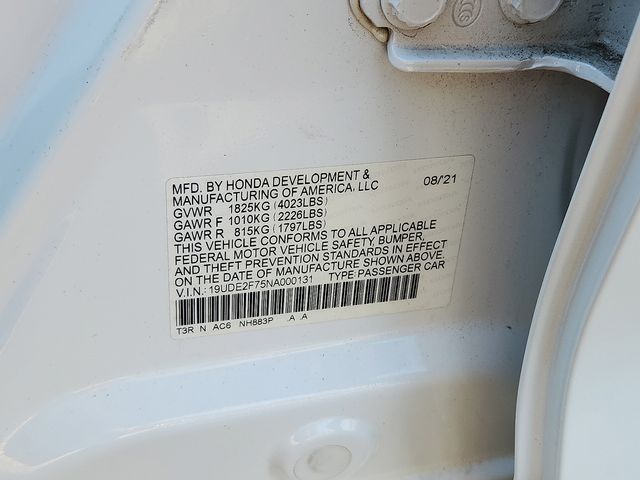 MFD. BY HONDA DEVELOPMENT & 08/'21
MANUFACTURING OF AMERICA, LLC
GVWR 1825KG (4023LBS)
GAWR F 1010KG (2226LBS)
GAWR R 815KG (1797LBS)
THIS VEHICLE CONFORMS TO ALL APPLICABLE
FEDERAL MOTOR VEHICLE SAFETY, BUMPER,
AND THEFT PREVENTION STANDARDS IN EFFECT
ON THE DATE OF MANUFACTURE SHOWN ABOVE.
V.I.N.: 19UDE2F75NA000131 TYPE:PASSENGER CAR
T3R N AC6 NH883P A A